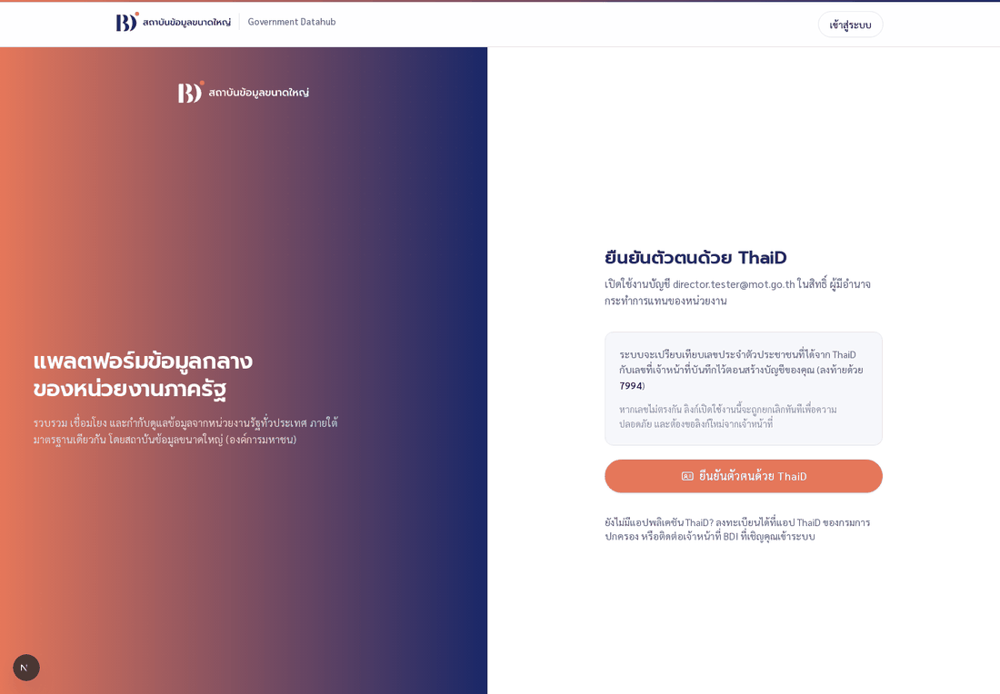 BD สถาบันข้อมูลขนาดใหญ่ Government Datahub
เข้าสู่ระบบ
BD สถาบันข้อมูลขนาดใหญ่
แพลตฟอร์มข้อมูลกลาง
ของหน่วยงานภาครัฐ
รวบรวม เชื่อมโยง และกำกับดูแลข้อมูลจากหน่วยงานรัฐทั่วประเทศ ภายใต้
มาตรฐานเดียวกัน โดยสถาบันข้อมูลขนาดใหญ่ (องค์การมหาชน)
N
ยืนยันตัวตนด้วย ThaiD
เปิดใช้งานบัญชี director.tester@mot.go.th ในสิทธิ์ ผู้มีอำนาจ
กระทำการแทนของหน่วยงาน
ระบบจะเปรียบเทียบเลขประจำตัวประชาชนที่ได้จาก ThaiD
กับเลขที่เจ้าหน้าที่บันทึกไว้ตอนสร้างบัญชีของคุณ (ลงท้ายด้วย
7994)
หากเลขไม่ตรงกัน ลิงก์เปิดใช้งานนี้จะถูกยกเลิกทันทีเพื่อความ
ปลอดภัย และต้องขอลิงก์ใหม่จากเจ้าหน้าที่
ยืนยันตัวตนด้วย ThaiD
ยังไม่มีแอปพลิเคชัน ThaiD? ลงทะเบียนได้ที่แอป ThaiD ของกรมการ
ปกครอง หรือติดต่อเจ้าหน้าที่ BDI ที่เชิญคุณเข้าระบบ